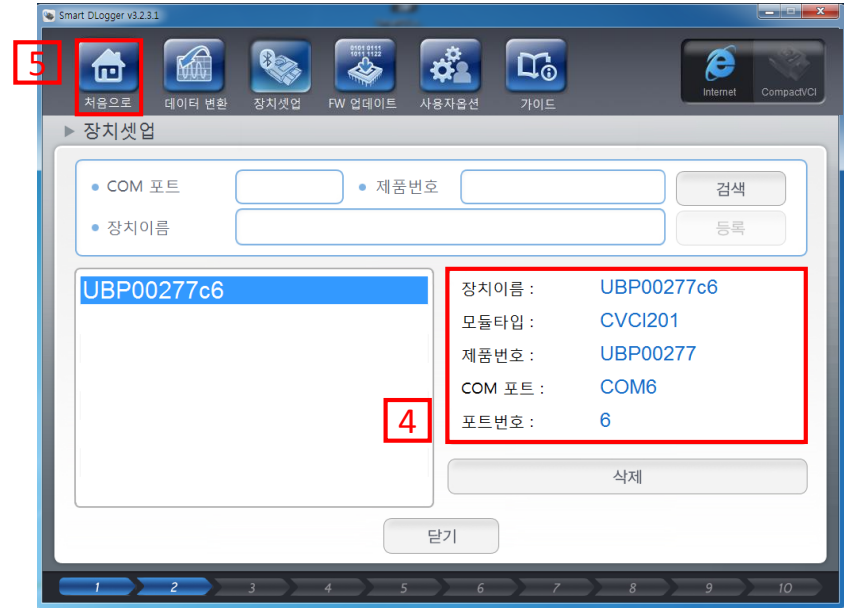 Smart DLogger v3.2.3.1
5
처음으로
데이터 변환
장치셋업
FW 업데이트
사용자옵션
가이드
Internet
CompactVCI
장치셋업
COM 포트
제품번호
검색
장치이름
등록
UBP00277c6
장치이름 : UBP00277c6
모듈타입 : CVCI201
제품번호 : UBP00277
COM 포트 : COM6
포트번호 : 6
4
삭제
닫기
1 2 3 4 5 6 7 8 9 10